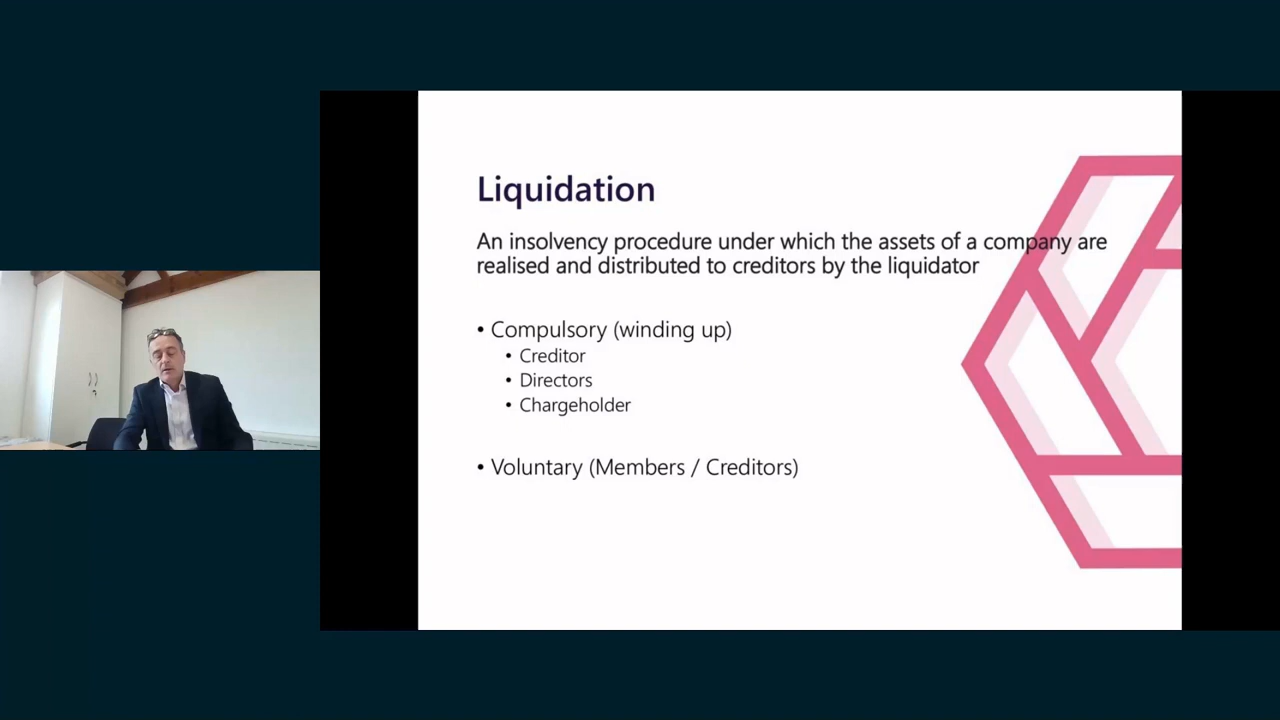 Liquidation
An insolvency procedure under which the assets of a company are
realised and distributed to creditors by the liquidator
• Compulsory (winding up)
• Creditor
• Directors
• Chargeholder
• Voluntary (Members / Creditors)